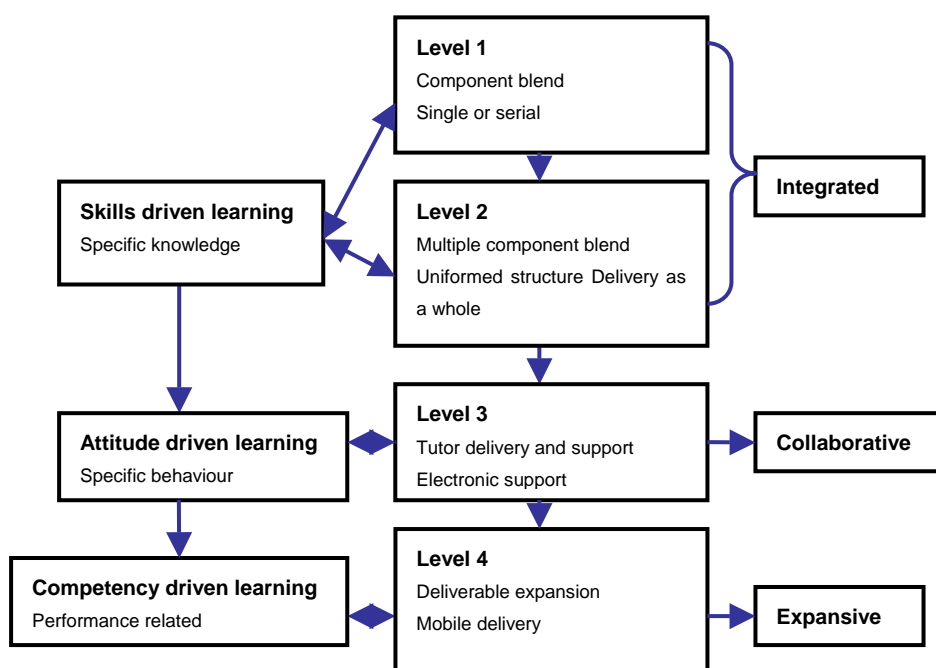 Level 1
Component blend
Single or serial
Integrated
Skills driven learning
Specific knowledge
Level 2
Multiple component blend
Uniformed structure Delivery as
a whole
Attitude driven learning
Specific behaviour
Level 3
Tutor delivery and support
Electronic support
Collaborative
Competency driven learning
Performance related
Level 4
Deliverable expansion
Mobile delivery
Expansive